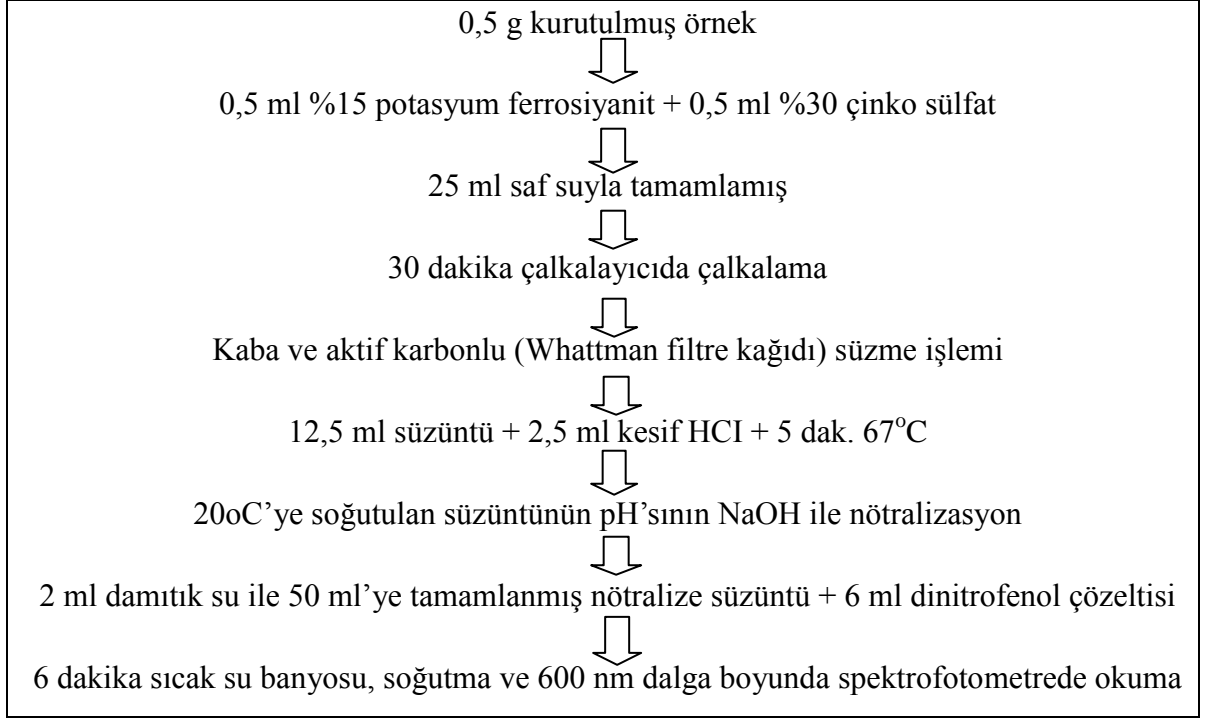 0,5 g kurutulmuş örnek
0,5 ml %15 potasyum ferrosiyanit + 0,5 ml %30 çinko sülfat
25 ml saf suyla tamamlamış
30 dakika çalkalayıcıda çalkalama
Kaba ve aktif karbonlu (Whattman filtre kağıdı) süzme işlemi
12,5 ml süzüntü + 2,5 ml kesif HCI + 5 dak. 67°C
20oC’ye soğutulan süzüntünün pH’sının NaOH ile nötralizasyon
2 ml damıtık su ile 50 ml’ye tamamlanmış nötralize süzüntü + 6 ml dinitrofenol çözeltisi
6 dakika sıcak su banyosu, soğutma ve 600 nm dalga boyunda spektrofotometrede okuma